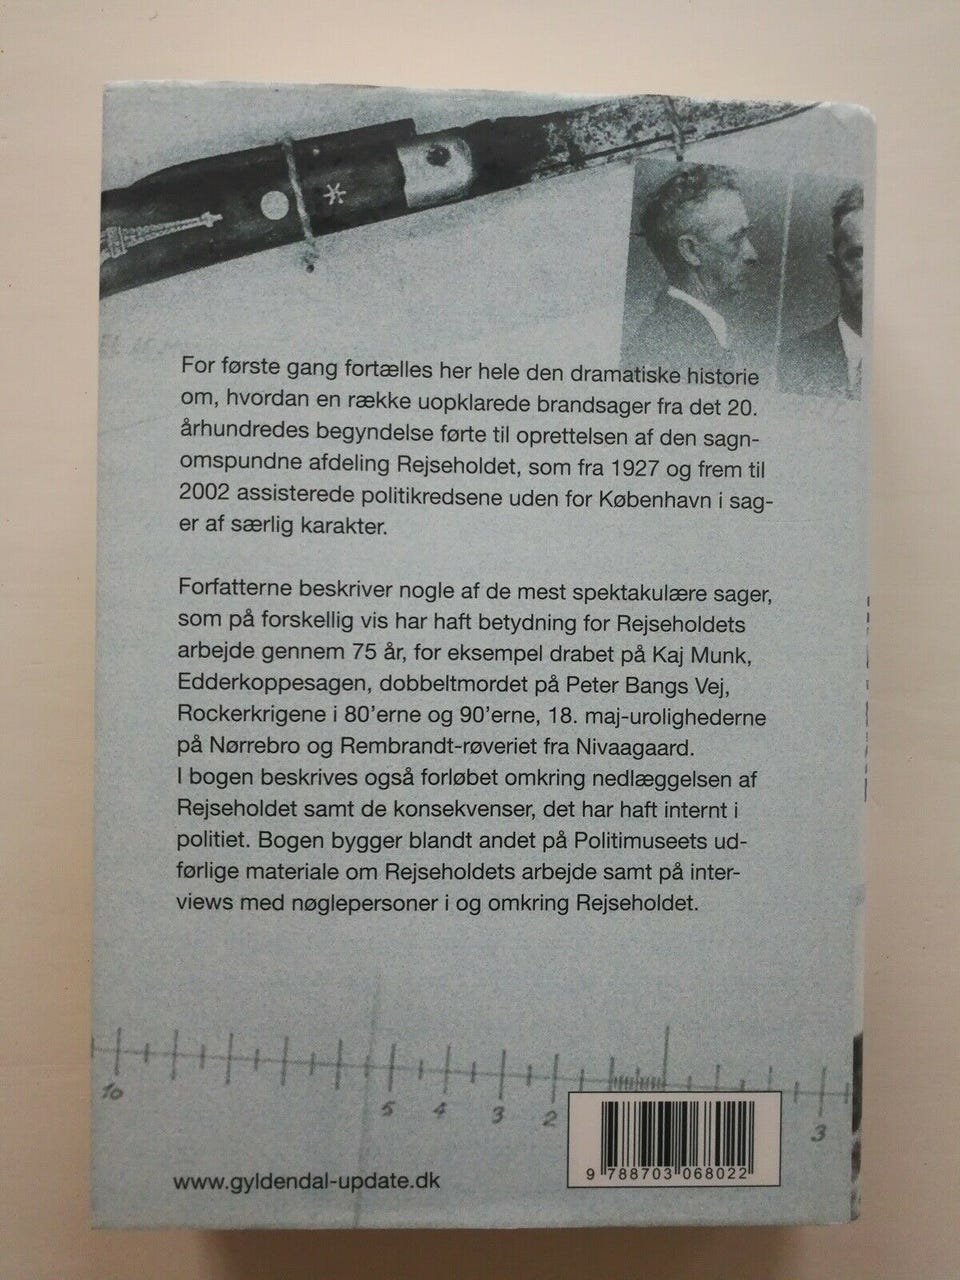 For første gang fortælles her hele den dramatiske historie
om, hvordan en række uopklarede brandsager fra det 20.
århundredes begyndelse førte til oprettelsen af den sagn-
omspundne afdeling Rejseholdet, som fra 1927 og frem til
2002 assisterede politikredsene uden for København i sag-
er af særlig karakter.
Forfatterne beskriver nogle af de mest spektakulære sager,
som på forskellig vis har haft betydning for Rejseholdets
arbejde gennem 75 år, for eksempel drabet på Kaj Munk,
Edderkoppesagen, dobbeltmordet på Peter Bangs Vej,
Rockerkrigene i 80'erne og 90'erne, 18. maj-urolighederne
på Nørrebro og Rembrandt-røveriet fra Nivaagaard.
I bogen beskrives også forløbet omkring nedlæggelsen af
Rejseholdet samt de konsekvenser, det har haft internt i
politiet. Bogen bygger blandt andet på Politimuseets ud-
førlige materiale om Rejseholdets arbejde samt på inter-
views med nøglepersoner i og omkring Rejseholdet.
10 5 4 3 2 3
9 788703 068022
www.gyldendal-update.dk